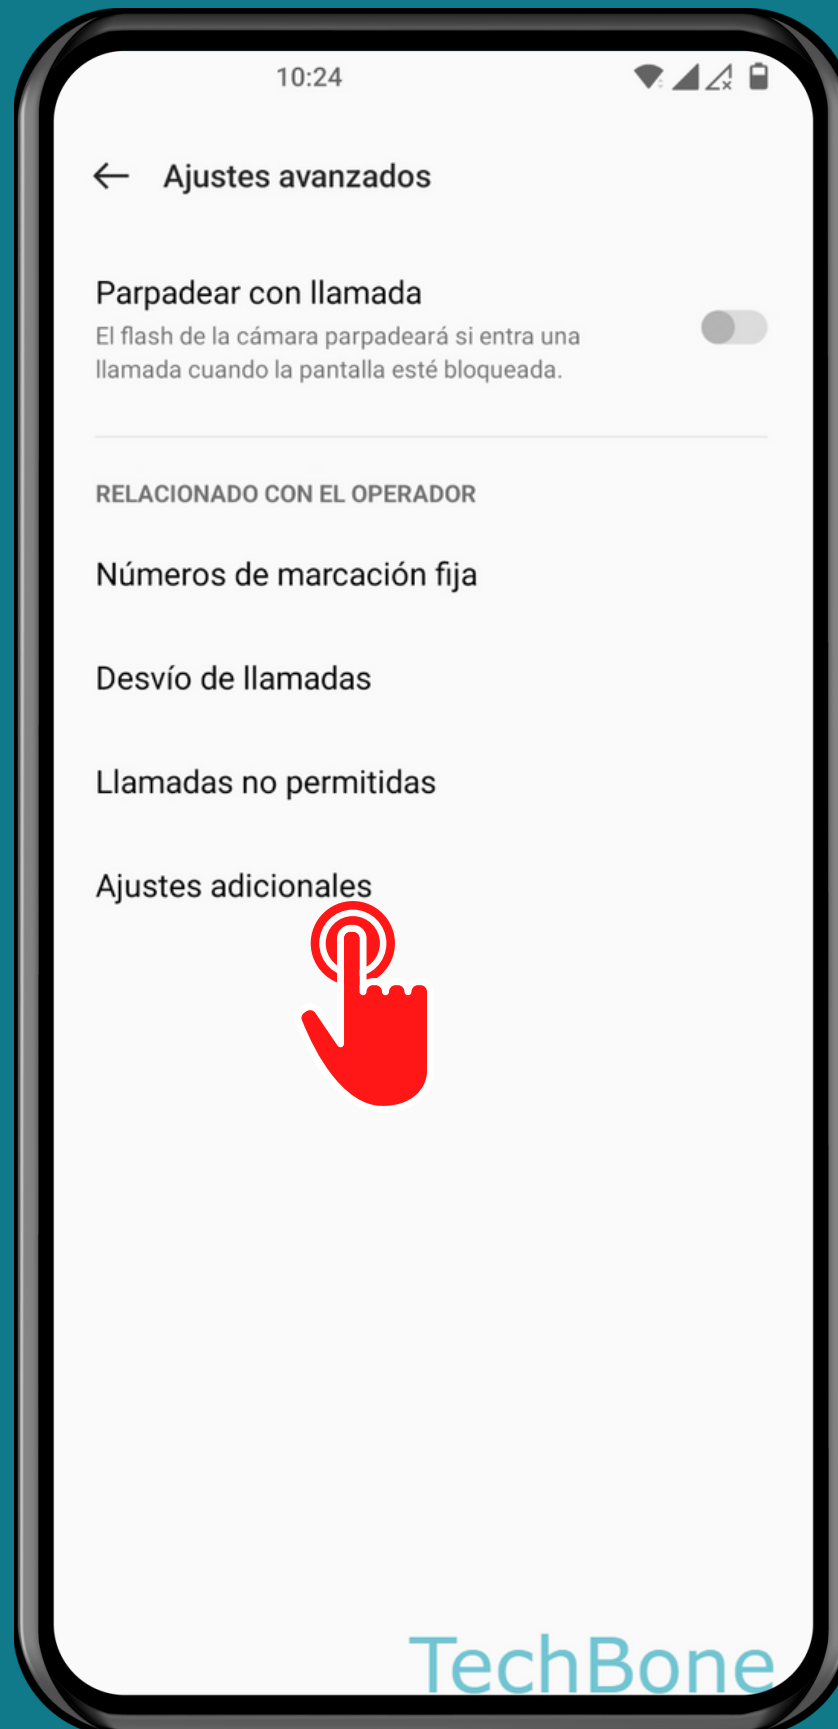 10:24
Ajustes avanzados
Parpadear con llamada
El flash de la cámara parpadeará si entra una
llamada cuando la pantalla esté bloqueada.
RELACIONADO CON EL OPERADOR
Números de marcación fija
Desvío de llamadas
Llamadas no permitidas
Ajustes adicionales
TechBone